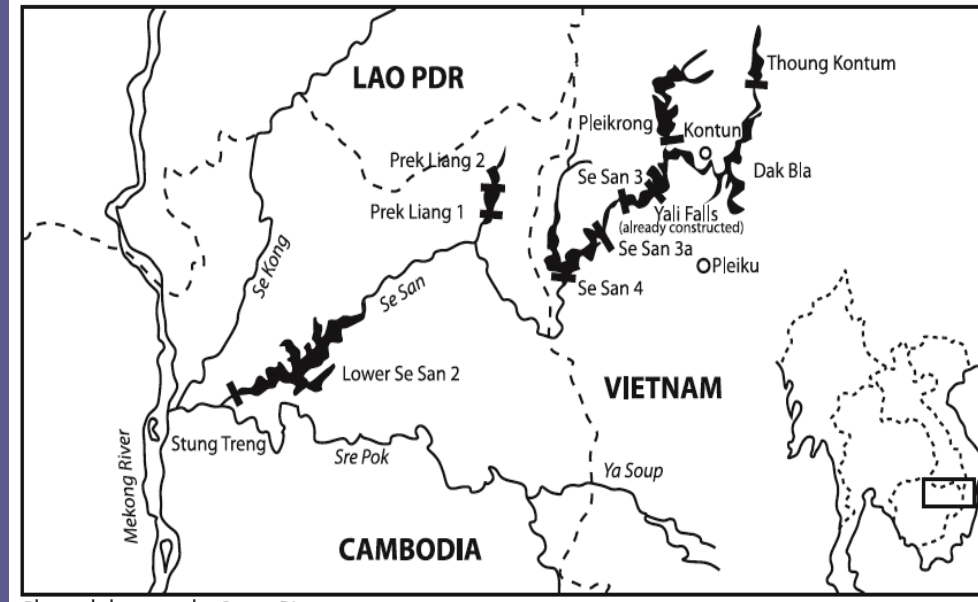 LAO PDR
Thoung Kontum
Pleikrong
Kontun
Prek Liang 2
Dak Bla
Se San 3
Prek Liang 1
Yali Falls
(already constructed)
Se San 3a
Pleiku
Se Kong
Se San
Se San 4
Lower Se San 2
VIETNAM
Stung Treng
Sre Pok
Ya Soup
Mekong River
CAMBODIA